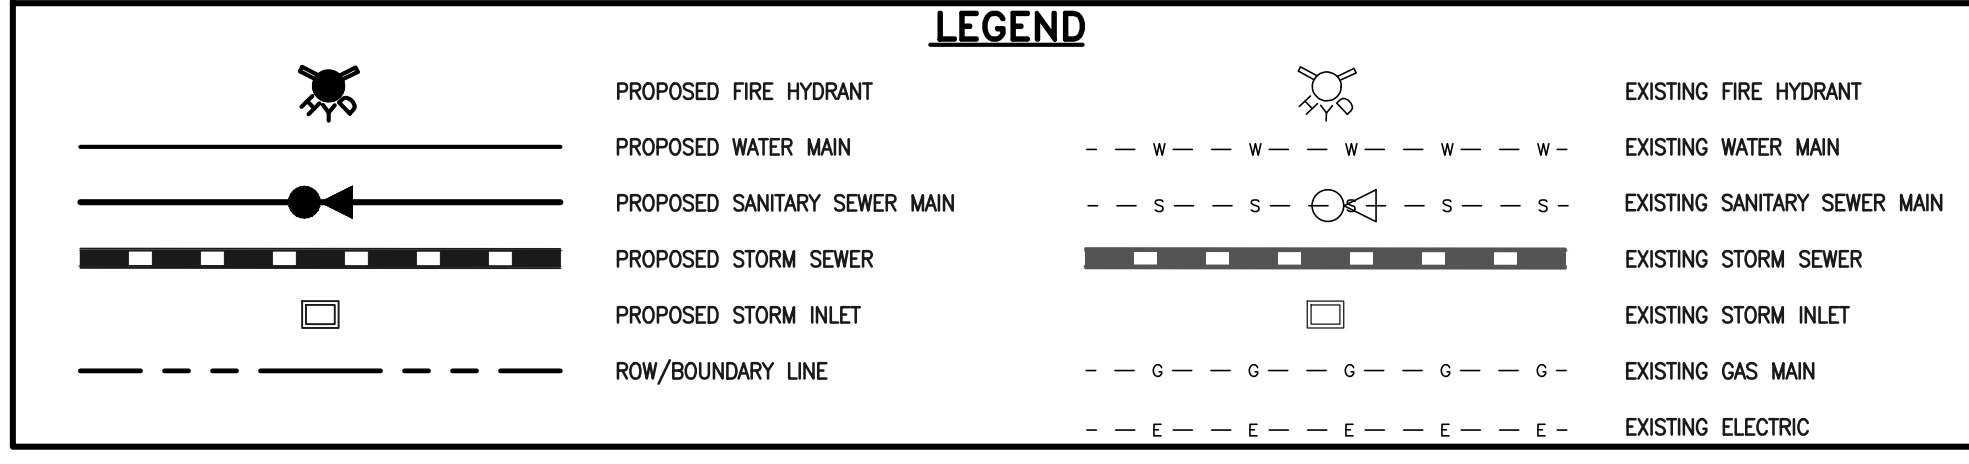 LEGEND
HYD PROPOSED FIRE HYDRANT
HYD EXISTING FIRE HYDRANT
PROPOSED WATER MAIN
W W W W W EXISTING WATER MAIN
PROPOSED SANITARY SEWER MAIN
S S S S S EXISTING SANITARY SEWER MAIN
PROPOSED STORM SEWER
EXISTING STORM SEWER
PROPOSED STORM INLET
EXISTING STORM INLET
ROW/BOUNDARY LINE
G G G G G EXISTING GAS MAIN
E E E E E EXISTING ELECTRIC